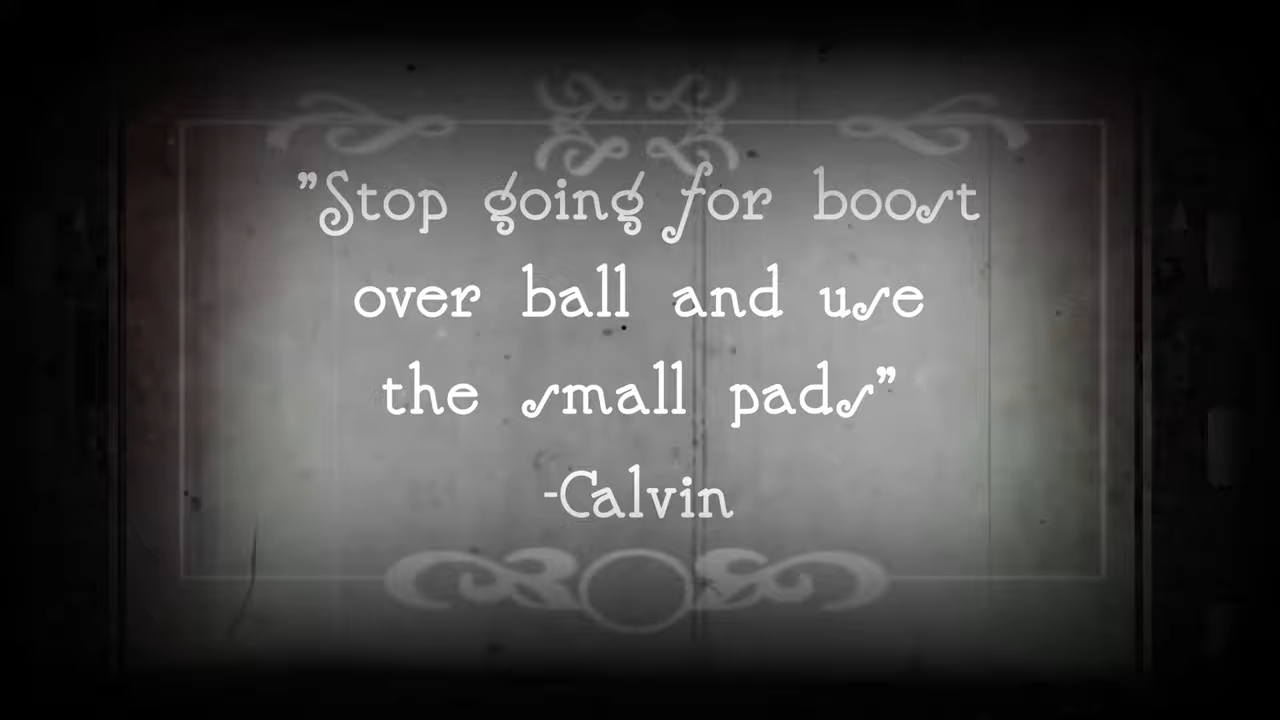 "Stop going for boost
over ball and use
the small pads"
-Calvin